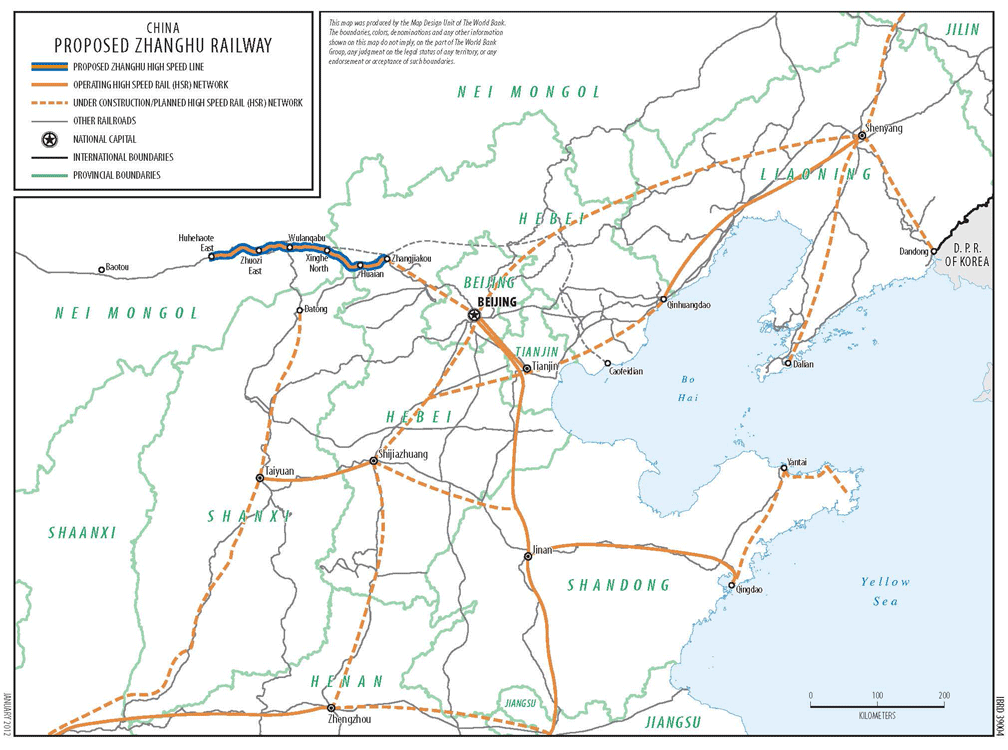 CHINA
PROPOSED ZHANGHU RAILWAY
PROPOSED ZHANGHU HIGH SPEED LINE
OPERATING HIGH SPEED RAIL (HSR) NETWORK
UNDER CONSTRUCTION/PLANNED HIGH SPEED RAIL (HSR) NETWORK
OTHER RAILROADS
NATIONAL CAPITAL
INTERNATIONAL BOUNDARIES
PROVINCIAL BOUNDARIES
This map was produced by the Map Design Unit of The World Bank.
The boundaries, colors, denominations and any other information
shown on this map do not imply, on the part of The World Bank
Group, any judgment on the legal status of any territory, or any
endorsement or acceptance of such boundaries.
JILIN
NEI MONGOL
Shenyang
LIAONING
HEBEI
Huhehaote
East
Wulangabu
Zhuozi
East
Xinghe
North
Zhangjiakou
Huaian
Baotou
Dandong
D. P. R.
OF KOREA
BEIJING
BEIJING
NEI MONGOL
Datong
Qinhuangdao
TIANJIN
Tianjin
Caofeidian
Dalian
Bo
Hai
HEBEI
Shijiazhuang
Yantai
Taiyuan
SHANXI
SHAANXI
Jinan
SHANDONG
Qingdao
Yellow
Sea
HENAN
JIANGSU
Zhengzhou
JIANGSU
0 100 200
KILOMETERS
JANUARY 2012
IBRD 39004